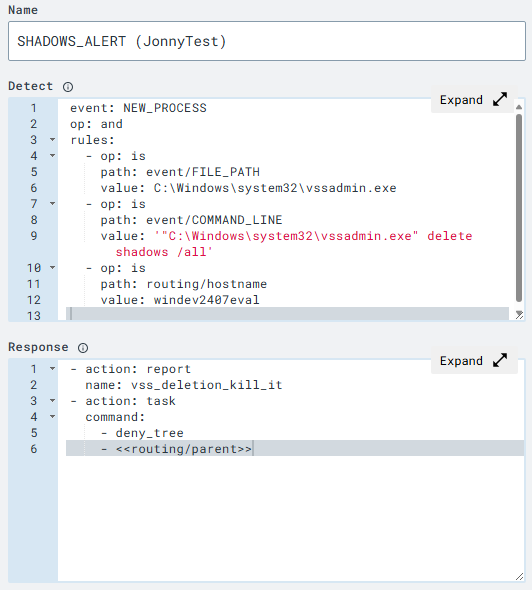 Name
SHADOWS_ALERT (JonnyTest)
Detect
Expand
1 event: NEW_PROCESS
2 op: and
3 rules:
4 - op: is
5 path: event/FILE_PATH
6 value: C:\Windows\system32\vssadmin.exe
7 - op: is
8 path: event/COMMAND_LINE
9 value: '"C:\Windows\system32\vssadmin.exe" delete
shadows /all'
10 - op: is
11 path: routing/hostname
12 value: windev2407eval
13
Response
Expand
1 - action: report
2 name: vss_deletion_kill_it
3 - action: task
4 command:
5 - deny_tree
6 - <<routing/parent>>